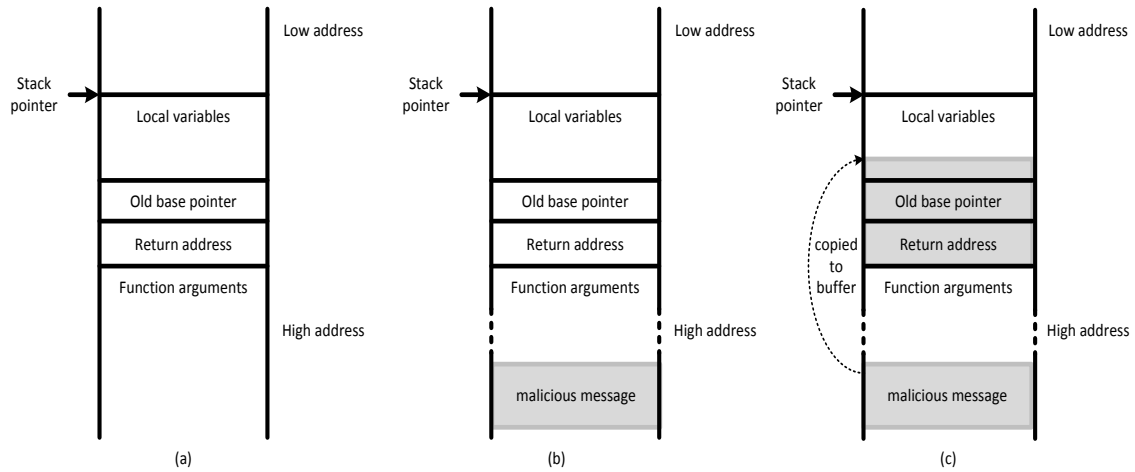 Low address
Stack
pointer
Local variables
Old base pointer
Return address
Function arguments
High address
(a)
Low address
Stack
pointer
Local variables
Old base pointer
Return address
Function arguments
High address
malicious message
(b)
Low address
Stack
pointer
Local variables
Old base pointer
Return address
copied
to
buffer
Function arguments
High address
malicious message
(c)